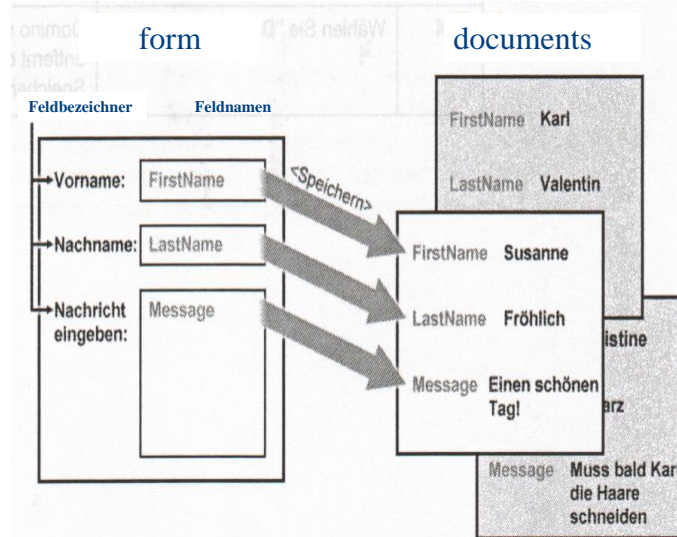 form
documents
Feldbezeichner
Feldnamen
Vorname:
FirstName
Nachname:
LastName
Nachricht
eingeben:
Message
<Speichern>
FirstName Karl
LastName Valentin
FirstName Susanne
LastName Fröhlich
Message Einen schönen
Tag!
istine
arz
Message Muss bald Kar
die Haare
schneiden